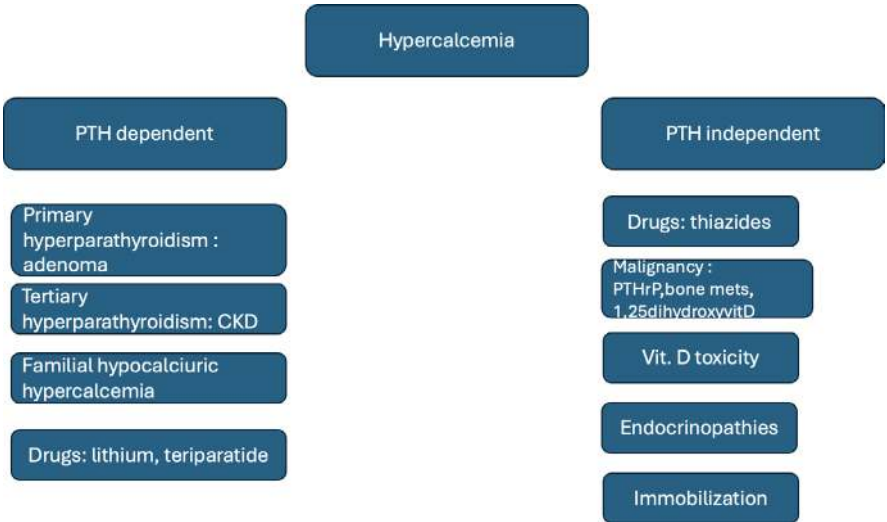 Hypercalcemia
PTH dependent
PTH independent
Primary
hyperparathyroidism :
adenoma
Tertiary
hyperparathyroidism: CKD
Familial hypocalciuric
hypercalcemia
Drugs: lithium, teriparatide
Drugs: thiazides
Malignancy :
PTHrP,bone mets,
1,25dihydroxyvitD
Vit. D toxicity
Endocrinopathies
Immobilization